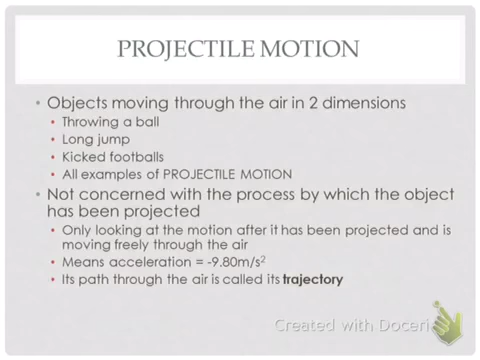 PROJECTILE MOTION
• Objects moving through the air in 2 dimensions
• Throwing a ball
• Long jump
• Kicked footballs
• All examples of PROJECTILE MOTION
• Not concerned with the process by which the object
has been projected
• Only looking at the motion after it has been projected and is
moving freely through the air
• Means acceleration = -9.80m/s²
• Its path through the air is called its trajectory
Created with Doceri